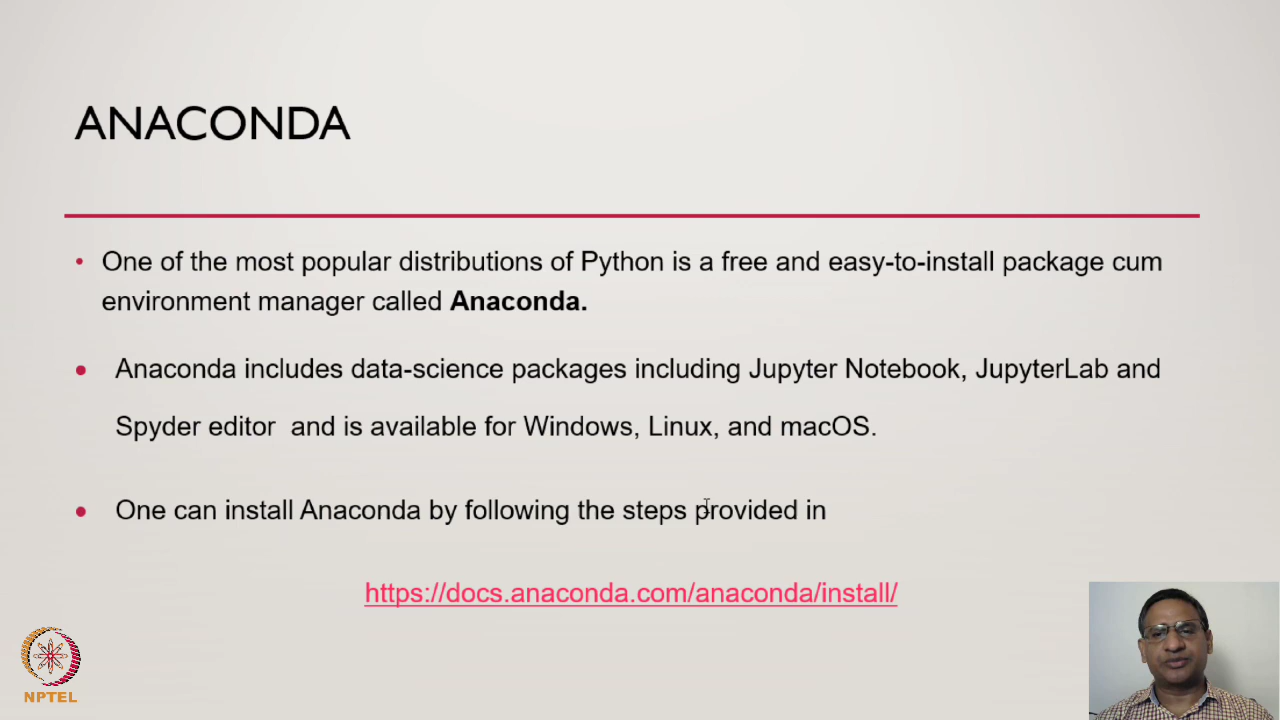 ANACONDA
• One of the most popular distributions of Python is a free and easy-to-install package cum
environment manager called Anaconda.
• Anaconda includes data-science packages including Jupyter Notebook, JupyterLab and
Spyder editor and is available for Windows, Linux, and macOS.
• One can install Anaconda by following the steps provided in
https://docs.anaconda.com/anaconda/install/
NPTEL